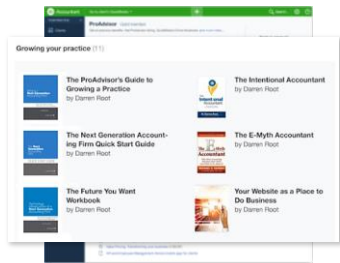 Accountant
ProAdvisor
Growing your practice (11)
The ProAdvisor's Guide to
Growing a Practice
by Darren Root
The Intentional Accountant
by Darren Root
The Next Generation Account-
ing Firm Quick Start Guide
by Darren Root
The E-Myth Accountant
by Darren Root
The Future You Want
Workbook
by Darren Root
Your Website as a Place to
Do Business
by Darren Root